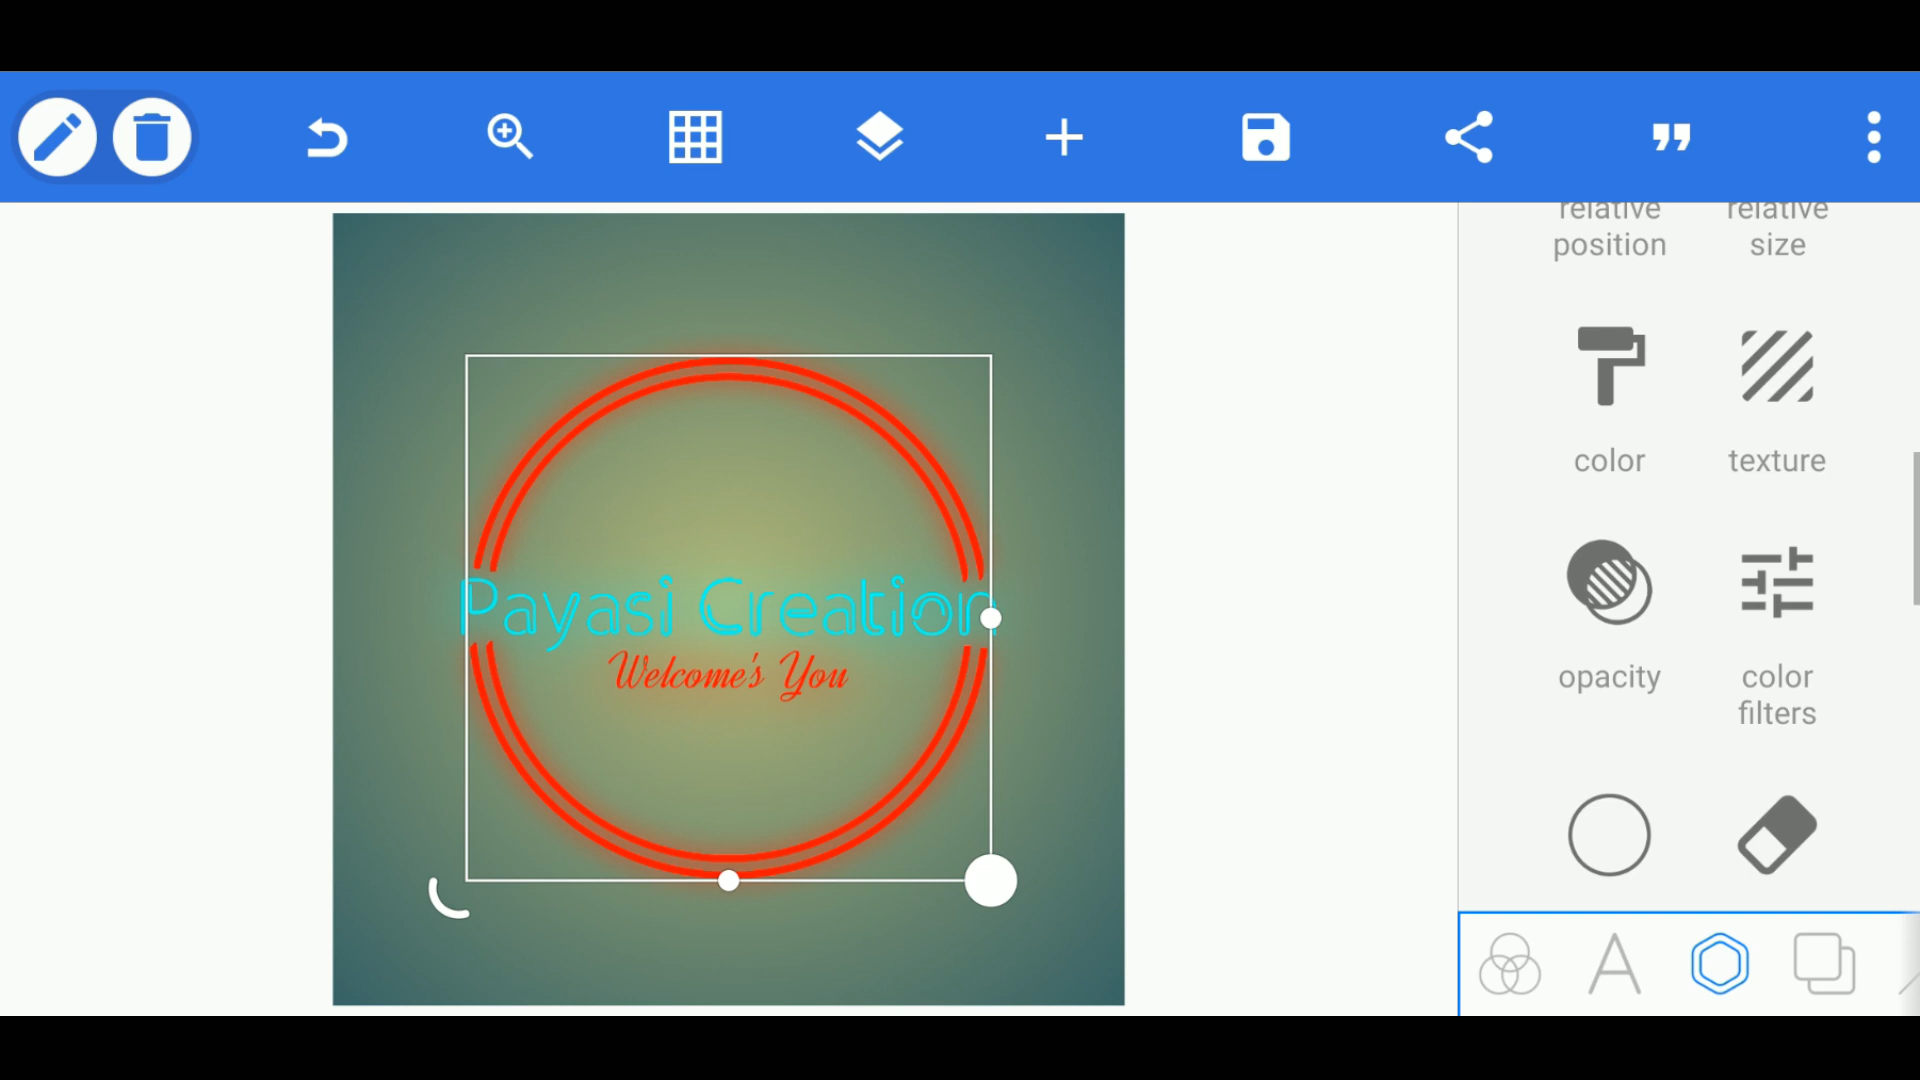 relative position
relative size
color
texture
Payasi Creation
Welcome's You
opacity
color filters